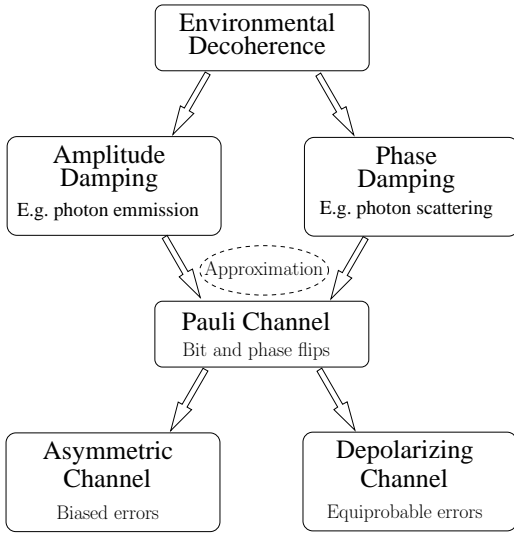 Environmental
Decoherence
Amplitude
Damping
E.g. photon emmission
Phase
Damping
E.g. photon scattering
Approximation
Pauli Channel
Bit and phase flips
Asymmetric
Channel
Biased errors
Depolarizing
Channel
Equiprobable errors